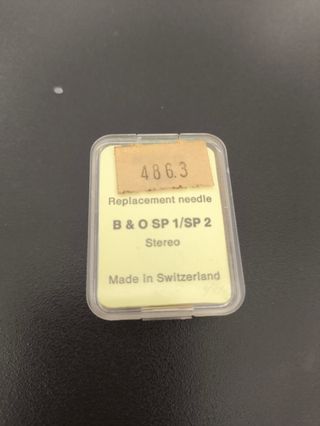 486.3
Replacement needle
B & O SP 1/SP 2
Stereo
Made in Switzerland